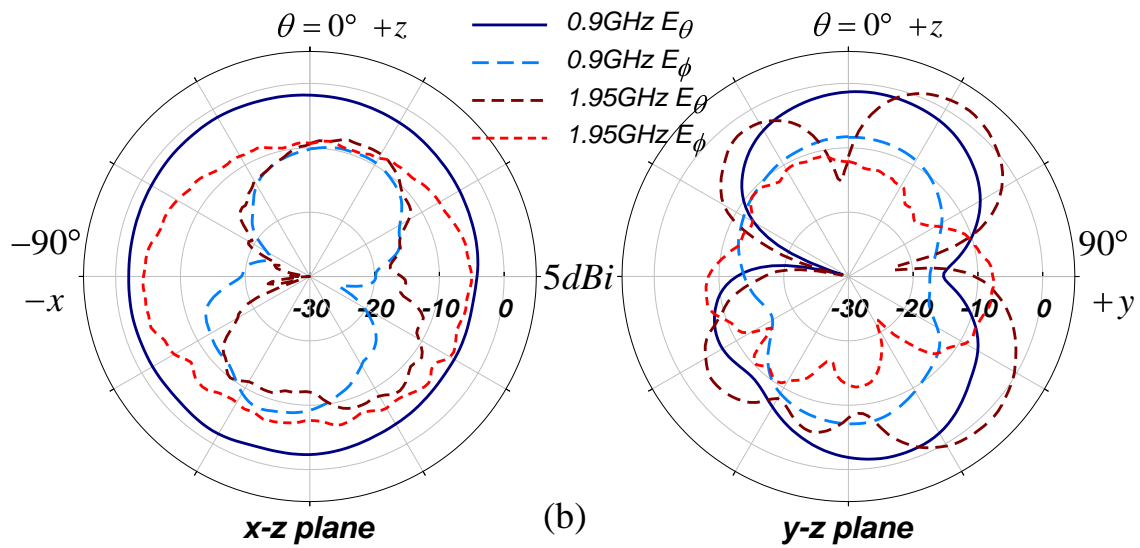 θ = 0° +z
0.9GHz Eθ
0.9GHz Eϕ
1.95GHz Eθ
1.95GHz Eϕ
θ = 0° +z
−90°
−x
-30 -20 -10 0
5dBi
-30 -20 -10 0
90°
+ y
x-z plane
(b)
y-z plane